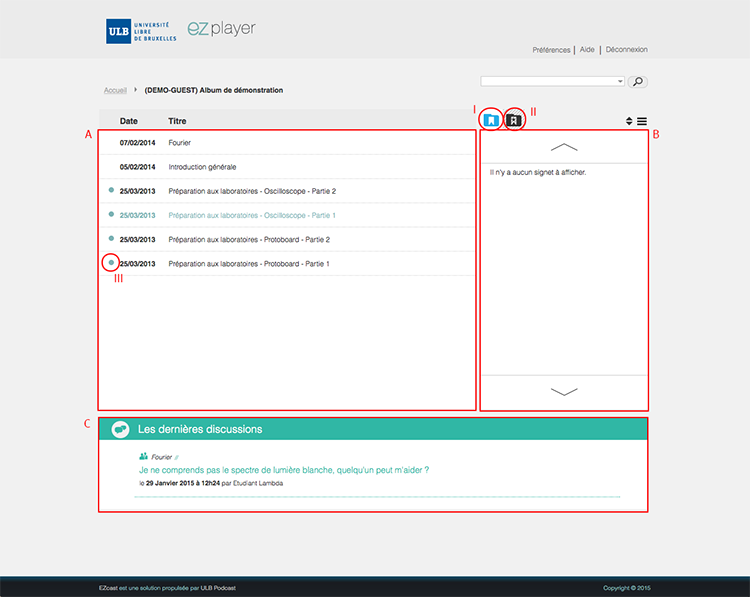 ULB UNIVERSITÉ
LIBRE
DE BRUXELLES
ezplayer
Préférences | Aide | Déconnexion
Accueil (DEMO-GUEST) Album de démonstration
Date Titre
I II
A B
07/02/2014 Fourier
05/02/2014 Introduction générale
25/03/2013 Préparation aux laboratoires - Oscilloscope - Partie 2
25/03/2013 Préparation aux laboratoires - Oscilloscope - Partie 1
25/03/2013 Préparation aux laboratoires - Protoboard - Partie 2
25/03/2013 Préparation aux laboratoires - Protoboard - Partie 1
III
Il n'y a aucun signet à afficher.
C
Les dernières discussions
Fourier //
Je ne comprends pas le spectre de lumière blanche, quelqu'un peut m'aider ?
le 29 Janvier 2015 à 12h24 par Etudiant Lambda
EZcast est une solution propulsée par ULB Podcast
Copyright © 2015